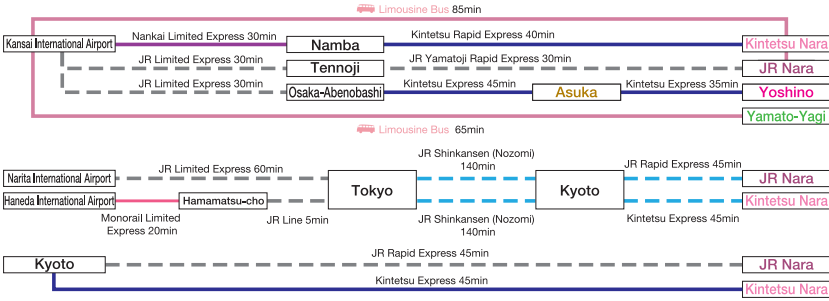 Limousine Bus 85min
Nankai Limited Express 30min
Kintetsu Rapid Express 40min
Kansai International Airport
Namba
Kintetsu Nara
JR Limited Express 30min
JR Yamatoji Rapid Express 30min
Tennoji
JR Nara
JR Limited Express 30min
Kintetsu Express 45min
Kintetsu Express 35min
Osaka-Abenobashi
Asuka
Yoshino
Yamato-Yagi
Limousine Bus 65min
JR Limited Express 60min
JR Shinkansen (Nozomi)
140min
JR Rapid Express 45min
Narita International Airport
Tokyo
Kyoto
JR Nara
Haneda International Airport
Hamamatsu-cho
Kintetsu Nara
Monorail Limited
Express 20min
JR Line 5min
JR Shinkansen (Nozomi)
140min
Kintetsu Express 45min
JR Rapid Express 45min
Kyoto
JR Nara
Kintetsu Express 45min
Kintetsu Nara